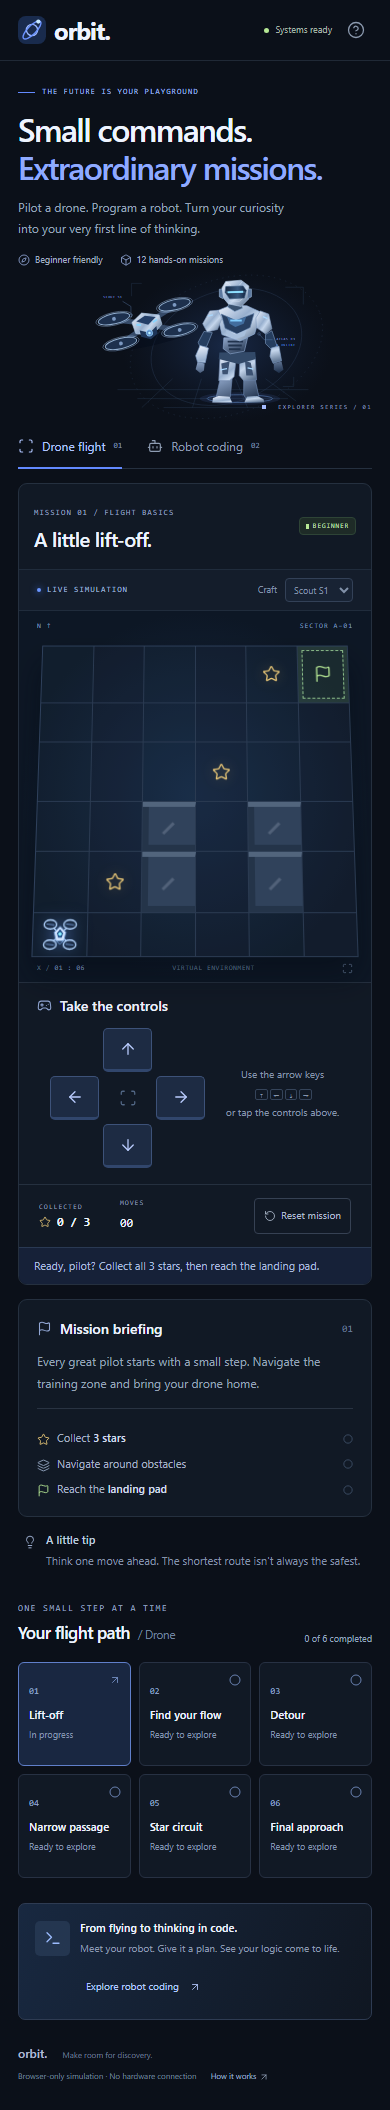 orbit.
Systems ready
THE FUTURE IS YOUR PLAYGROUND
Small commands.
Extraordinary missions.
Pilot a drone. Program a robot. Turn your curiosity
into your very first line of thinking.
Beginner friendly
12 hands-on missions
EXPLORER SERIES / 01
Drone flight 01
Robot coding 02
MISSION 01 / FLIGHT BASICS
A little lift-off.
BEGINNER
LIVE SIMULATION
Craft
Scout S1
N ↑
SECTOR A-01
X / 01 : 06
VIRTUAL ENVIRONMENT
Take the controls
↑
←
→
↓
Use the arrow keys
↑ ← ↓ →
or tap the controls above.
COLLECTED
0 / 3
MOVES
00
Reset mission
Ready, pilot? Collect all 3 stars, then reach the landing pad.
Mission briefing
01
Every great pilot starts with a small step. Navigate the
training zone and bring your drone home.
Collect 3 stars
Navigate around obstacles
Reach the landing pad
A little tip
Think one move ahead. The shortest route isn't always the safest.
ONE SMALL STEP AT A TIME
Your flight path / Drone
0 of 6 completed
01
Lift-off
In progress
02
Find your flow
Ready to explore
03
Detour
Ready to explore
04
Narrow passage
Ready to explore
05
Star circuit
Ready to explore
06
Final approach
Ready to explore
From flying to thinking in code.
Meet your robot. Give it a plan. See your logic come to life.
Explore robot coding
orbit.
Make room for discovery.
Browser-only simulation · No hardware connection
How it works